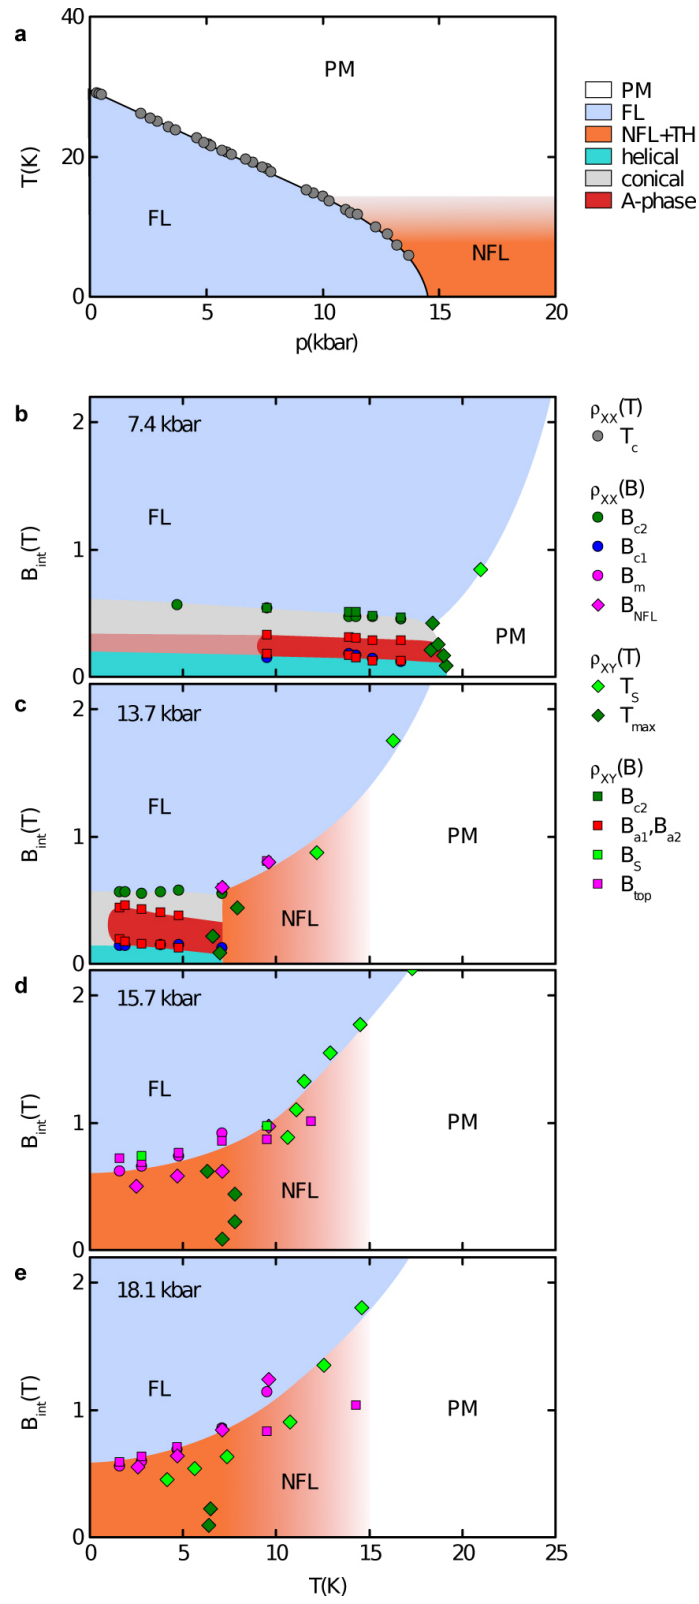 a
40
20
0
T(K)
PM
FL
NFL
0
5
10
15
20
p(kbar)
PM
FL
NFL+TH
helical
conical
A-phase
b
7.4 kbar
2
1
0
B_int(T)
FL
PM
ρ_XX(T)
T_c
ρ_XX(B)
B_c2
B_c1
B_m
B_NFL
ρ_XY(T)
T_S
T_max
ρ_XY(B)
B_c2
B_a1,B_a2
B_S
B_top
c
13.7 kbar
2
1
0
B_int(T)
FL
NFL
PM
d
15.7 kbar
2
1
0
B_int(T)
FL
NFL
PM
e
18.1 kbar
2
1
0
B_int(T)
FL
NFL
PM
0
5
10
15
20
25
T(K)